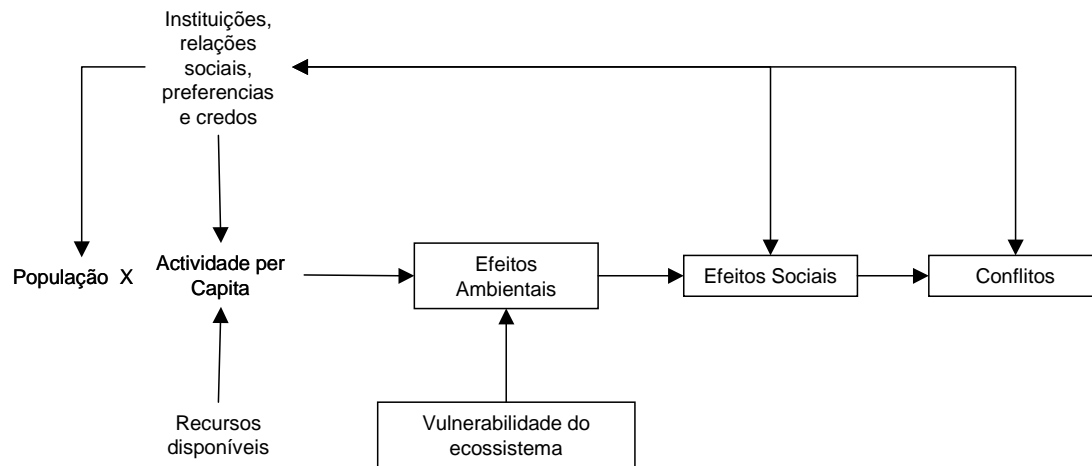 Instituições,
relações
sociais,
preferencias
e credos
População X
Actividade per
Capita
Efeitos
Ambientais
Efeitos Sociais
Conflitos
Recursos
disponíveis
Vulnerabilidade do
ecossistema